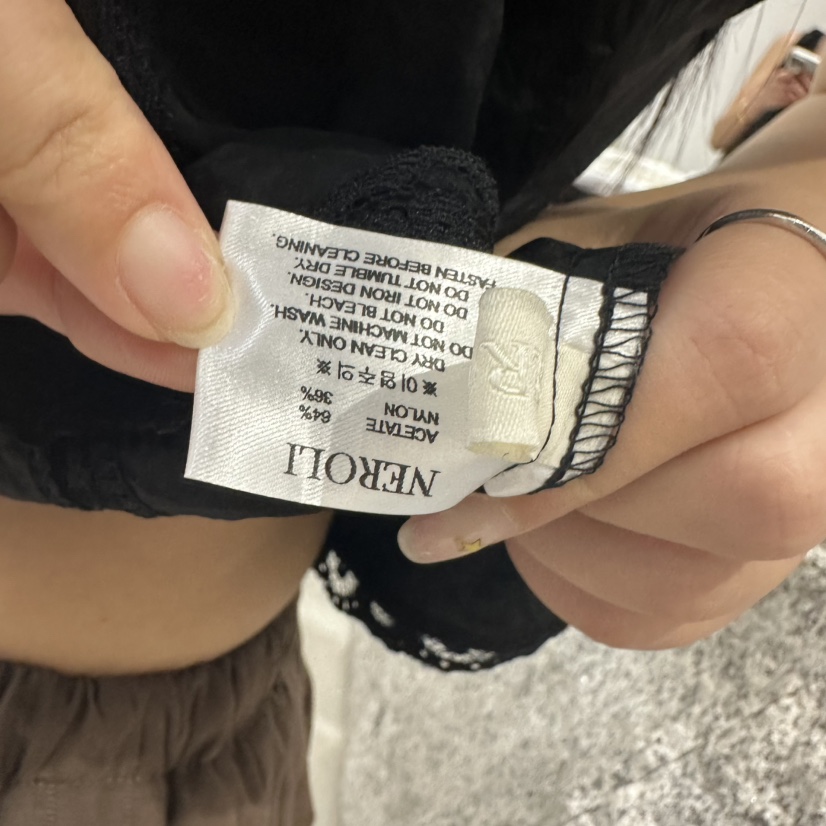 NEROLI
ACETATE 64%
NYLON 36%
※ 이염주의 ※
DRY CLEAN ONLY.
DO NOT MACHINE WASH.
DO NOT BLEACH.
DO NOT IRON DESIGN.
DO NOT TUMBLE DRY.
FASTEN BEFORE CLEANING.